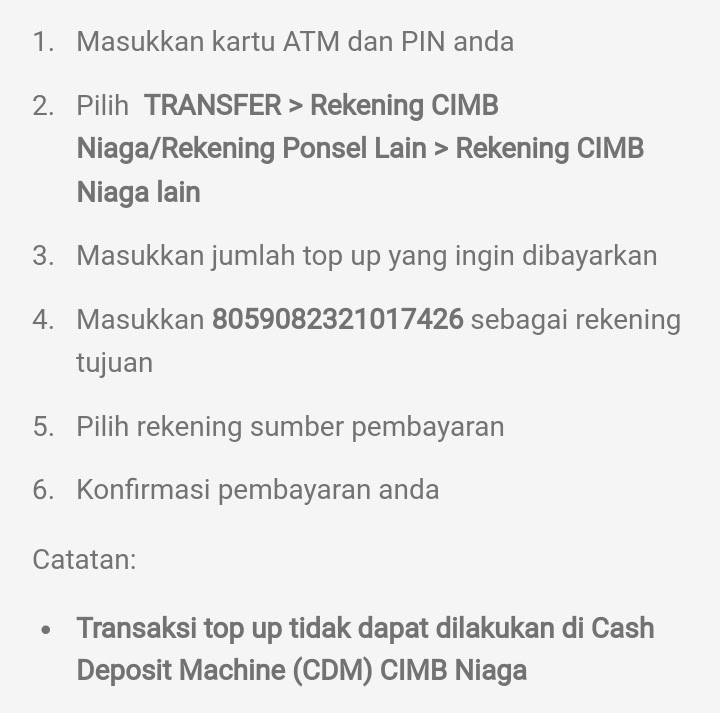 1. Masukkan kartu ATM dan PIN anda
2. Pilih TRANSFER > Rekening CIMB
Niaga/Rekening Ponsel Lain > Rekening CIMB
Niaga lain
3. Masukkan jumlah top up yang ingin dibayarkan
4. Masukkan 8059082321017426 sebagai rekening
tujuan
5. Pilih rekening sumber pembayaran
6. Konfirmasi pembayaran anda
Catatan:
• Transaksi top up tidak dapat dilakukan di Cash
Deposit Machine (CDM) CIMB Niaga